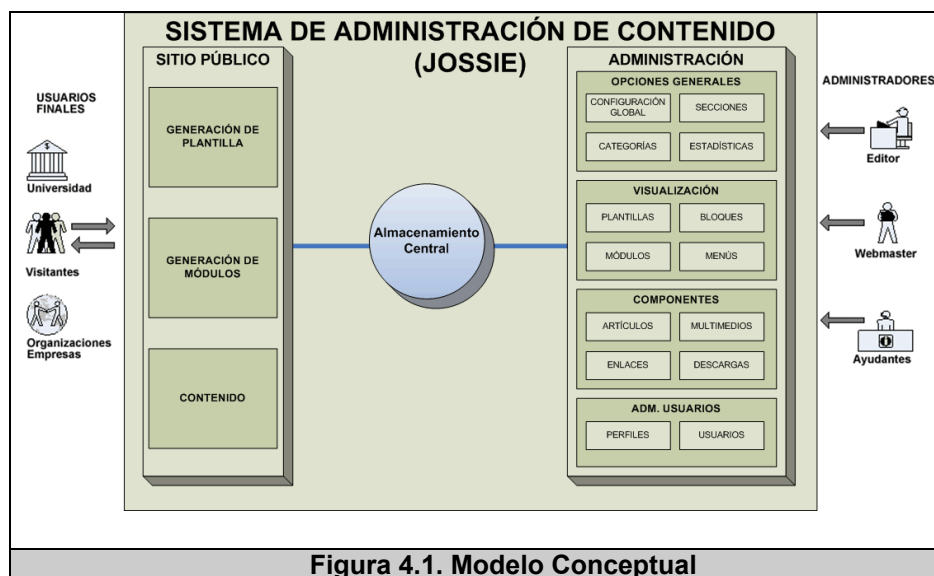 SISTEMA DE ADMINISTRACIÓN DE CONTENIDO
(JOSSIE)
USUARIOS
FINALES
Universidad
Visitantes
Organizaciones
Empresas
SITIO PÚBLICO
GENERACIÓN DE
PLANTILLA
GENERACIÓN DE
MÓDULOS
CONTENIDO
Almacenamiento
Central
ADMINISTRACIÓN
OPCIONES GENERALES
CONFIGURACIÓN
GLOBAL
SECCIONES
CATEGORÍAS
ESTADÍSTICAS
VISUALIZACIÓN
PLANTILLAS
BLOQUES
MÓDULOS
MENÚS
COMPONENTES
ARTÍCULOS
MULTIMEDIOS
ENLACES
DESCARGAS
ADM. USUARIOS
PERFILES
USUARIOS
ADMINISTRADORES
Editor
Webmaster
Ayudantes
Figura 4.1. Modelo Conceptual